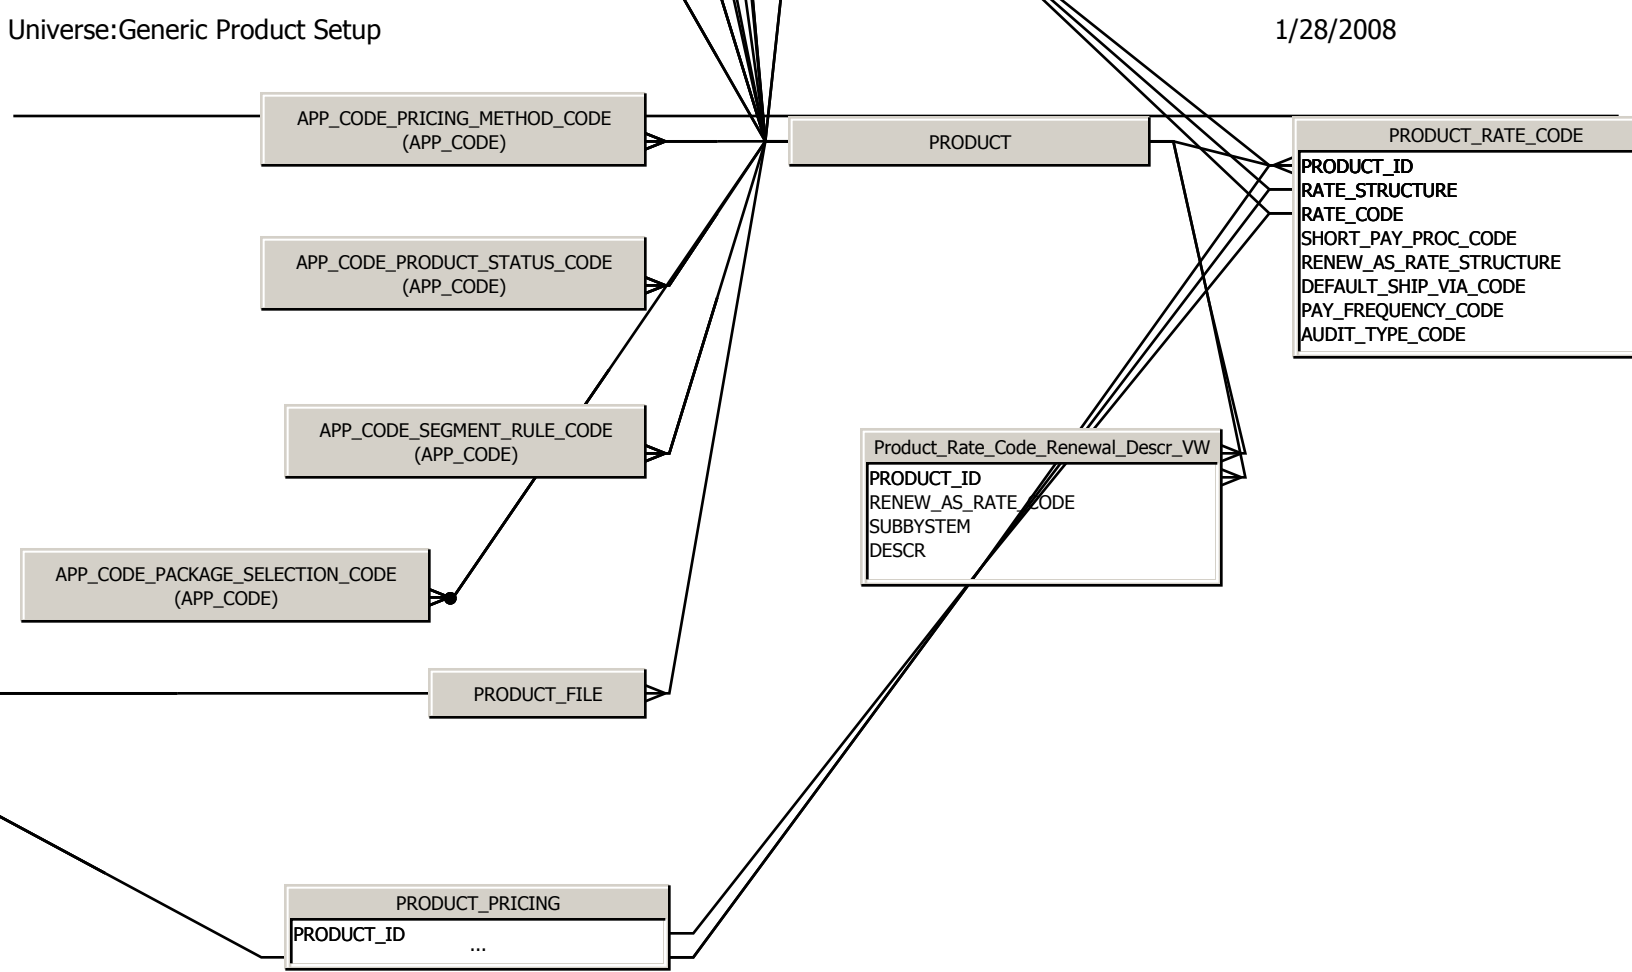 Universe:Generic Product Setup
1/28/2008
APP_CODE_PRICING_METHOD_CODE
(APP_CODE)
PRODUCT
PRODUCT_RATE_CODE
PRODUCT_ID
RATE_STRUCTURE
RATE_CODE
SHORT_PAY_PROC_CODE
RENEW_AS_RATE_STRUCTURE
DEFAULT_SHIP_VIA_CODE
PAY_FREQUENCY_CODE
AUDIT_TYPE_CODE
APP_CODE_PRODUCT_STATUS_CODE
(APP_CODE)
APP_CODE_SEGMENT_RULE_CODE
(APP_CODE)
Product_Rate_Code_Renewal_Descr_VW
PRODUCT_ID
RENEW_AS_RATE_CODE
SUBBYSTEM
DESCR
APP_CODE_PACKAGE_SELECTION_CODE
(APP_CODE)
PRODUCT_FILE
PRODUCT_PRICING
PRODUCT_ID
...